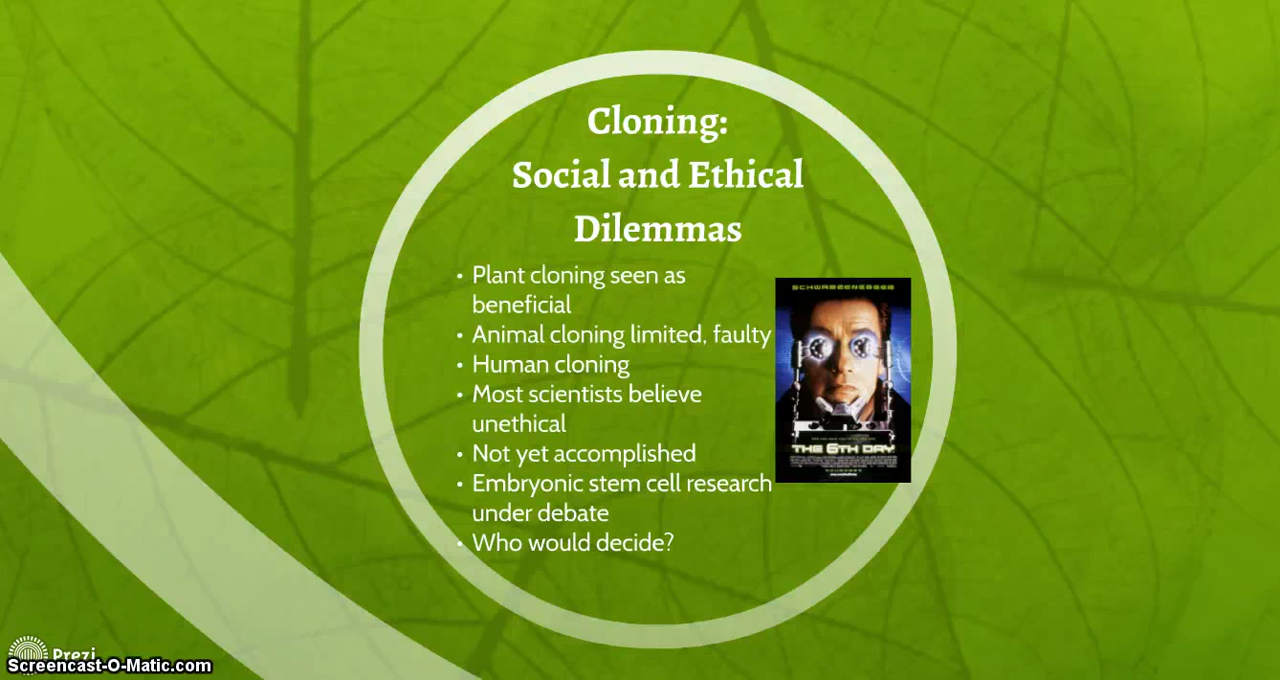 Cloning:
Social and Ethical
Dilemmas
• Plant cloning seen as
beneficial
• Animal cloning limited, faulty
• Human cloning
• Most scientists believe
unethical
• Not yet accomplished
• Embryonic stem cell research
under debate
• Who would decide?
SCHWARZENEGGER
THE 6TH DAY
Prezi
Screencast-O-Matic.com